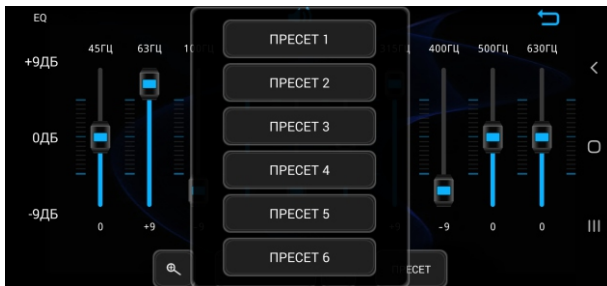 EQ
45ГЦ 63ГЦ 400ГЦ 500ГЦ 630ГЦ
+9ДБ
0ДБ
-9ДБ
0 +9 -9 0 0
ПРЕСЕТ 1
ПРЕСЕТ 2
ПРЕСЕТ 3
ПРЕСЕТ 4
ПРЕСЕТ 5
ПРЕСЕТ 6